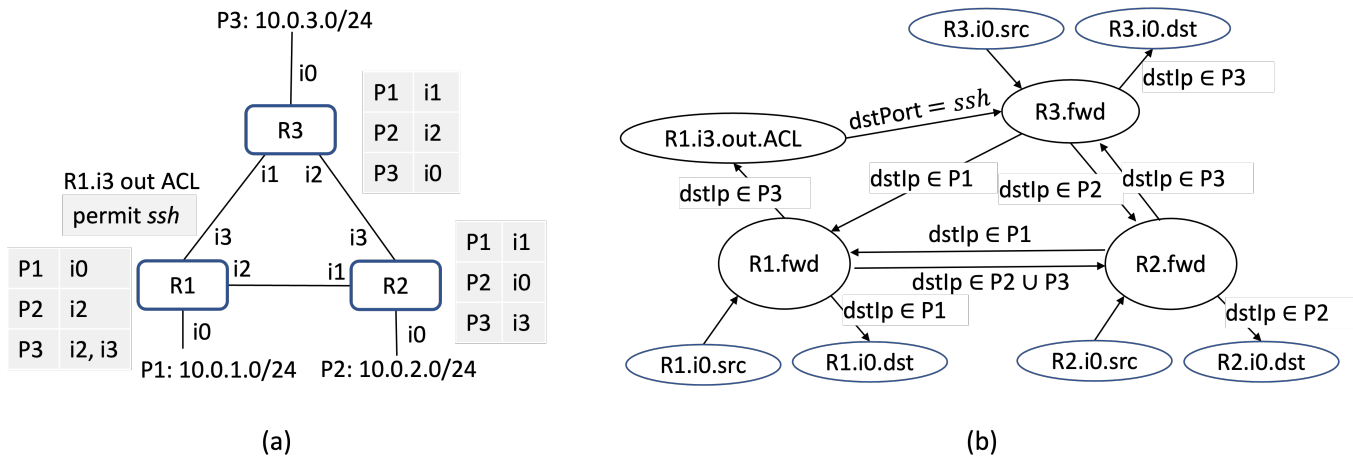 P3: 10.0.3.0/24
i0
P1 i1
P2 i2
P3 i0
R3
i1 i2
R1.i3 out ACL
permit ssh
i3
i3
P1 i0
P2 i2
P3 i2, i3
R1
i2
i1
R2
P1 i1
P2 i0
P3 i3
i0
i0
P1: 10.0.1.0/24
P2: 10.0.2.0/24
(a)
R3.i0.src
R3.i0.dst
dstIp ∈ P3
dstPort = ssh
R3.fwd
R1.i3.out.ACL
dstIp ∈ P3
dstIp ∈ P1
dstIp ∈ P2
dstIp ∈ P3
R1.fwd
dstIp ∈ P1
dstIp ∈ P2 ∪ P3
R2.fwd
dstIp ∈ P1
dstIp ∈ P2
R1.i0.src
R1.i0.dst
R2.i0.src
R2.i0.dst
(b)